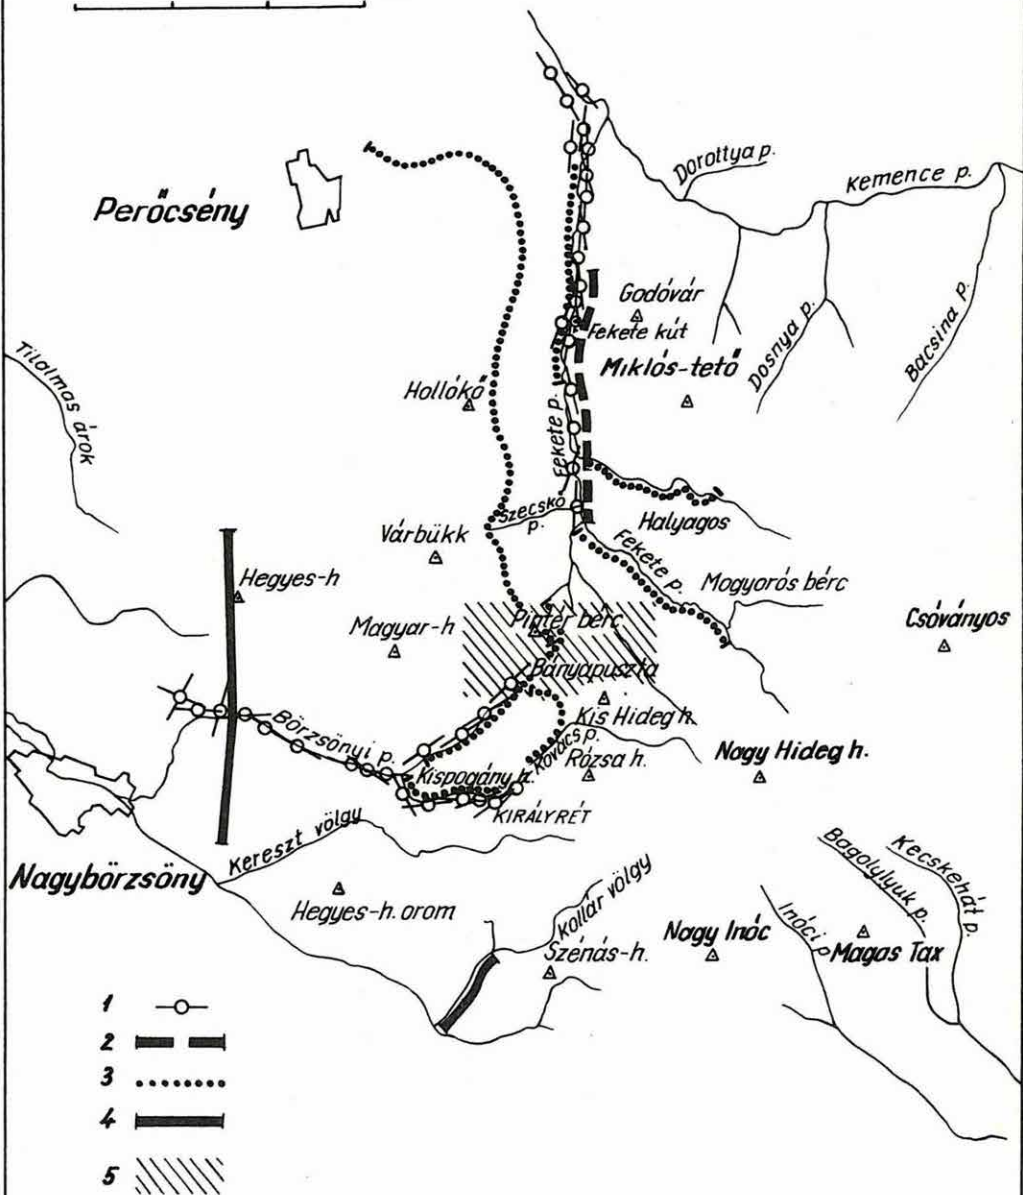 Dorottya p.
Kemence p.
Perőcsény
Godóvár
Bacsina p.
Dosnya p.
Fekete kút
Miklós-tető
Tilalmas árok
Hollókő
Fekete p.
Szecskő
p.
Halyagos
Várbükk
Fekete p.
Hegyes-h
Mogyorós bérc
Csóványos
Magyar-h
Pintér bérc
Bányapuszta
Kis Hideg h.
Börzsönyi p.
Kovács p.
Rózsa h.
Nagy Hideg h.
Kispogány h.
KIRÁLYRÉT
Kereszt völgy
Nagybörzsöny
Bagolylyuk p.
Kecskehát p.
Hegyes-h. orom
Kollár völgy
Nagy Inóc
Inóci p
Magas Tax
Szénás-h.
1
2
3
4
5